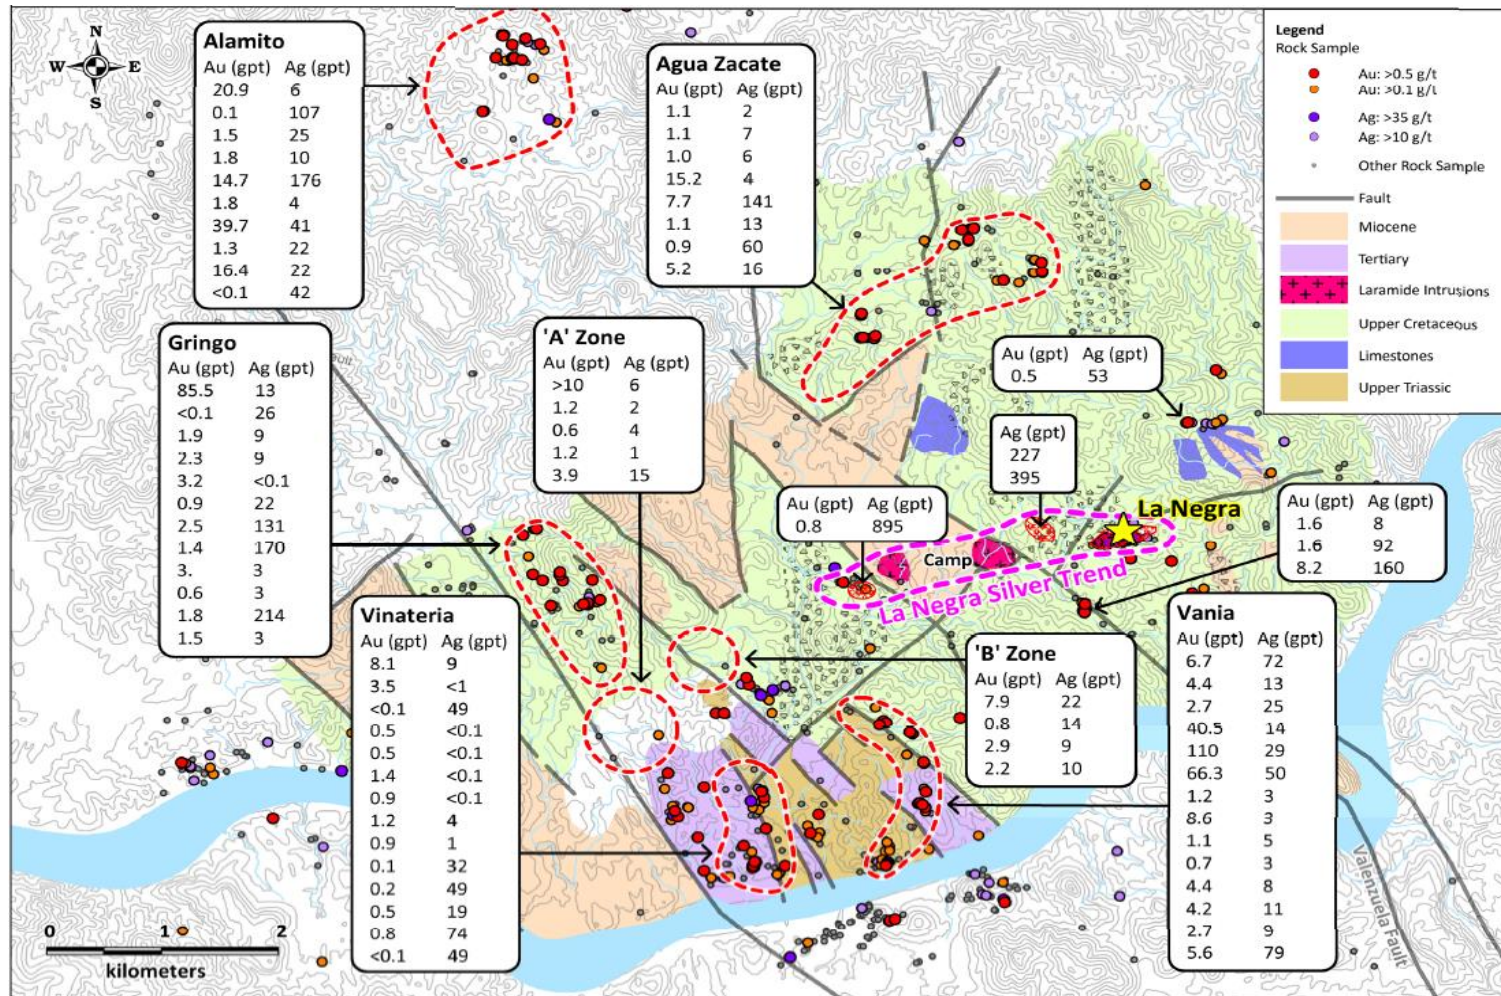 N
W E
S
Alamito
Au (gpt) Ag (gpt)
20.9 6
0.1 107
1.5 25
1.8 10
14.7 176
1.8 4
39.7 41
1.3 22
16.4 22
<0.1 42
Agua Zacate
Au (gpt) Ag (gpt)
1.1 2
1.1 7
1.0 6
15.2 4
7.7 141
1.1 13
0.9 60
5.2 16
Legend
Rock Sample
Au: >0.5 g/t
Au: >0.1 g/t
Ag: >35 g/t
Ag: >10 g/t
Other Rock Sample
Fault
Miocene
Tertiary
Laramide Intrusions
Upper Cretaceous
Limestones
Upper Triassic
Gringo
Au (gpt) Ag (gpt)
85.5 13
<0.1 26
1.9 9
2.3 9
3.2 <0.1
0.9 22
2.5 131
1.4 170
3. 3
0.6 3
1.8 214
1.5 3
Fault
'A' Zone
Au (gpt) Ag (gpt)
>10 6
1.2 2
0.6 4
1.2 1
3.9 15
Au (gpt) Ag (gpt)
0.5 53
Ag (gpt)
227
395
Au (gpt) Ag (gpt)
0.8 895
La Negra
Camp
La Negra Silver Trend
Au (gpt) Ag (gpt)
1.6 8
1.6 92
8.2 160
Vinateria
Au (gpt) Ag (gpt)
8.1 9
3.5 <1
<0.1 49
0.5 <0.1
0.5 <0.1
1.4 <0.1
0.9 <0.1
1.2 4
0.9 1
0.1 32
0.2 49
0.5 19
0.8 74
<0.1 49
'B' Zone
Au (gpt) Ag (gpt)
7.9 22
0.8 14
2.9 9
2.2 10
Vania
Au (gpt) Ag (gpt)
6.7 72
4.4 13
2.7 25
40.5 14
110 29
66.3 50
1.2 3
8.6 3
1.1 5
0.7 3
4.4 8
4.2 11
2.7 9
5.6 79
Valenzuela Fault
0 1 2
kilometers